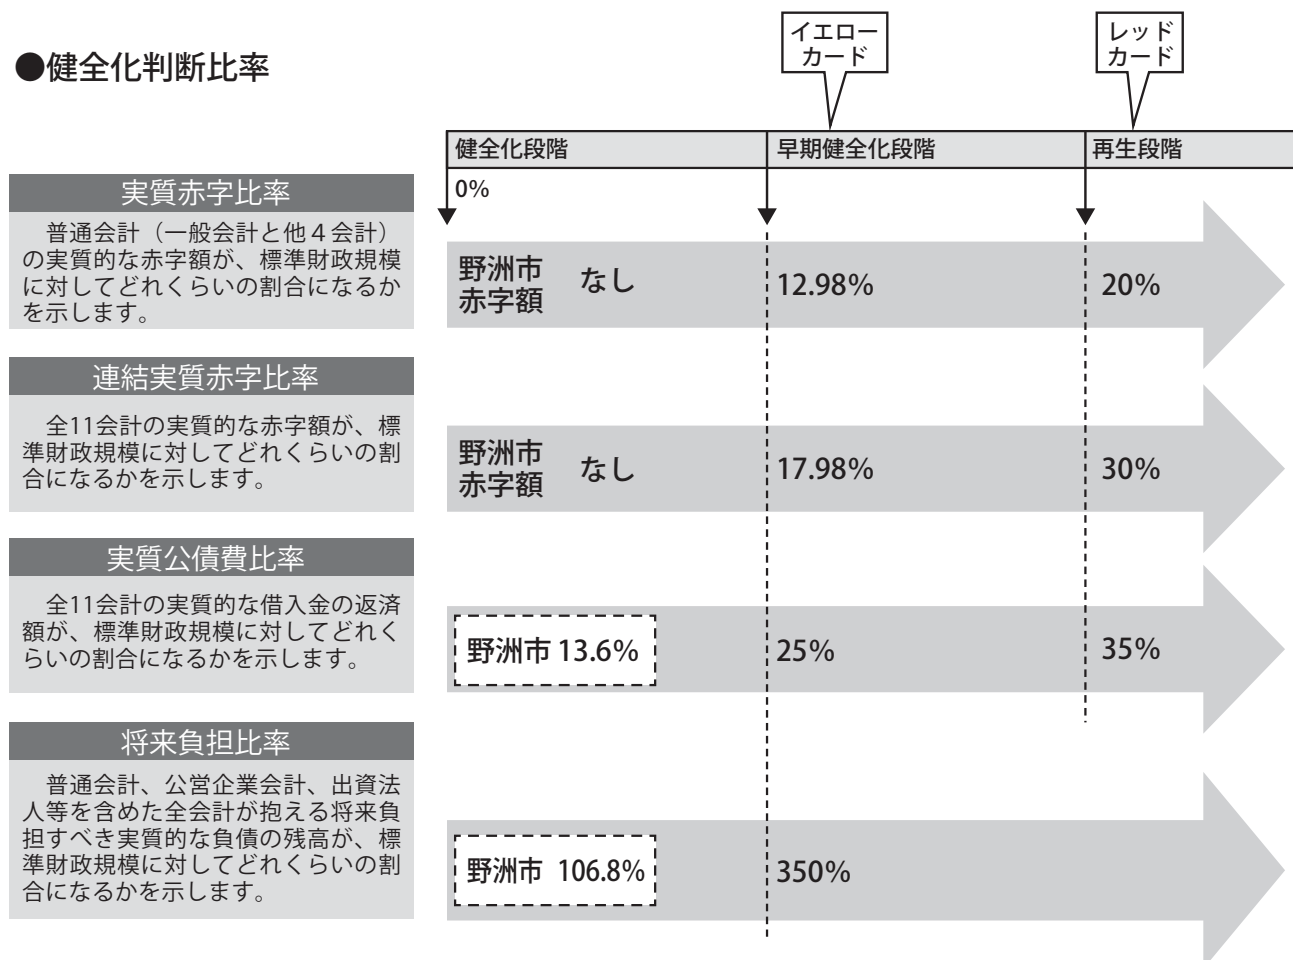 イエロー
カード
レッド
カード
●健全化判断比率
健全化段階
早期健全化段階
再生段階
0%
実質赤字比率
普通会計（一般会計と他４会計）
の実質的な赤字額が、標準財政規模
に対してどれくらいの割合になるか
を示します。
野洲市
赤字額
なし
12.98%
20%
連結実質赤字比率
全11会計の実質的な赤字額が、標
準財政規模に対してどれくらいの割
合になるかを示します。
野洲市
赤字額
なし
17.98%
30%
実質公債費比率
全11会計の実質的な借入金の返済
額が、標準財政規模に対してどれく
らいの割合になるかを示します。
野洲市 13.6%
25%
35%
将来負担比率
普通会計、公営企業会計、出資法
人等を含めた全会計が抱える将来負
担すべき実質的な負債の残高が、標
準財政規模に対してどれくらいの割
合になるかを示します。
野洲市 106.8%
350%